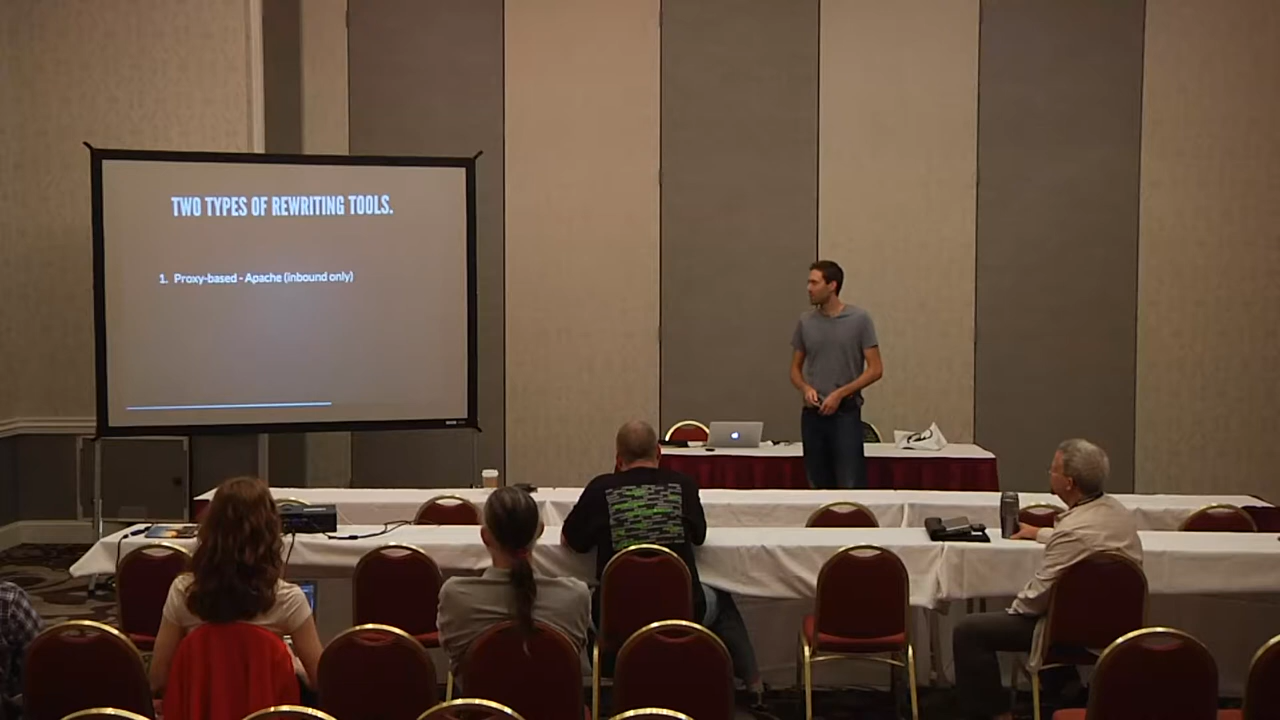 TWO TYPES OF REWRITING TOOLS.
1. Proxy-based - Apache (inbound only)